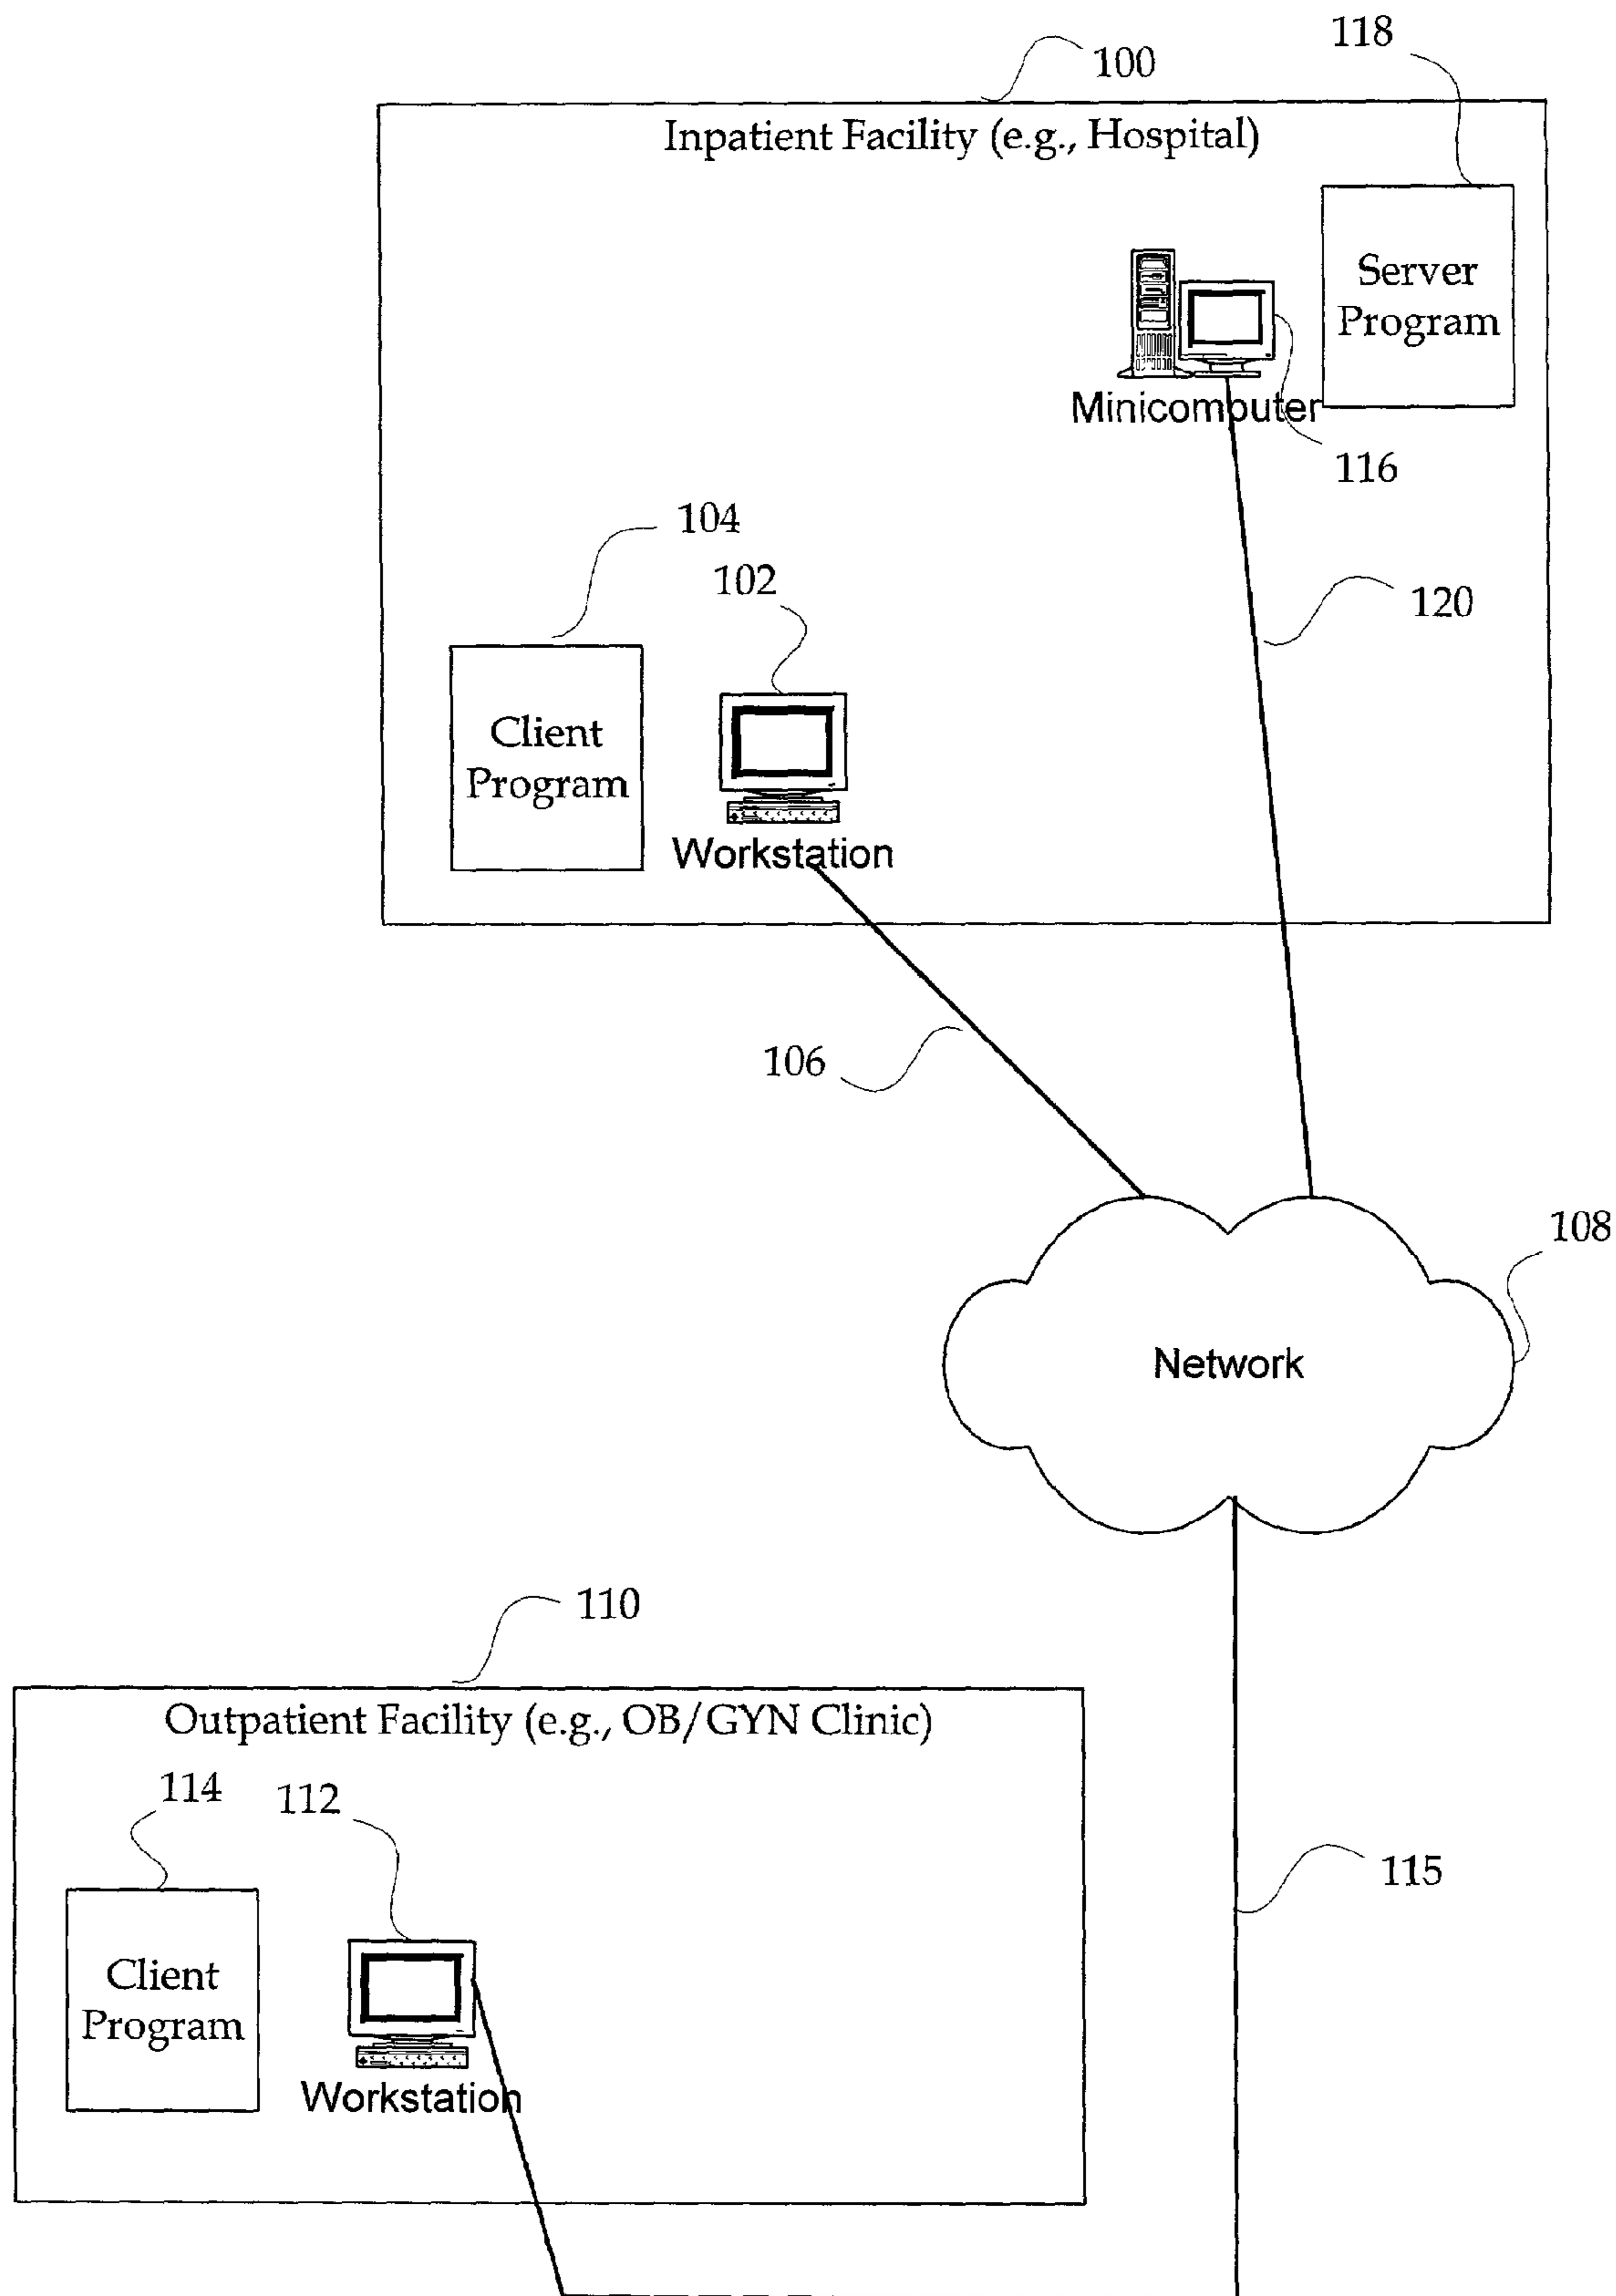 118
100
Inpatient Facility (e.g., Hospital)
Server
Program
Minicomputer
116
104
102
120
Client
Program
Workstation
106
108
Network
110
Outpatient Facility (e.g., OB/GYN Clinic)
114
112
115
Client
Program
Workstation